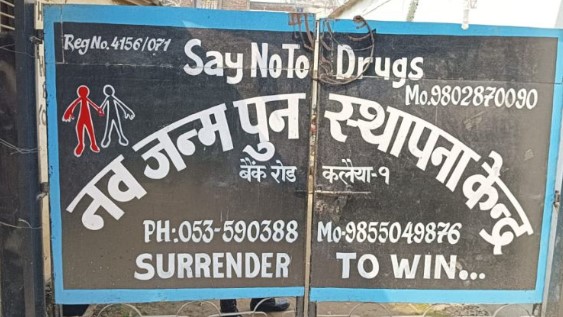 Reg No. 4156/071
Say No To Drugs
Mo.9802870090
नव जन्म पुन स्थापना केन्द्र
बैंक रोड कलैया-१
PH:053-590388 Mo-9855049876
SURRENDER TO WIN...